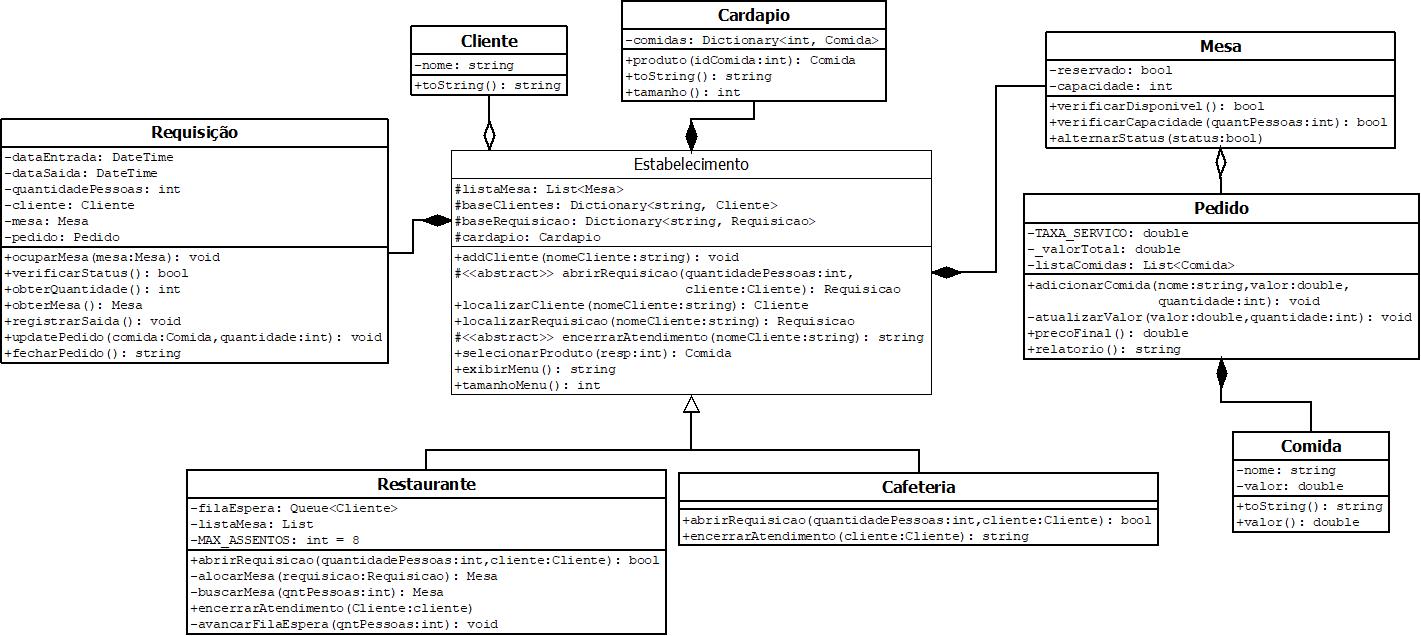 Cliente
-nome: string
+toString(): string
Cardapio
-comidas: Dictionary<int, Comida>
+produto(idComida:int): Comida
+toString(): string
+tamanho(): int
Mesa
-reservado: bool
-capacidade: int
+verificarDisponivel(): bool
+verificarCapacidade(quantPessoas:int): bool
+alternarStatus(status:bool)
Requisição
-dataEntrada: DateTime
-dataSaida: DateTime
-quantidadePessoas: int
-cliente: Cliente
-mesa: Mesa
-pedido: Pedido
+ocuparMesa(mesa:Mesa): void
+verificarStatus(): bool
+obterQuantidade(): int
+obterMesa(): Mesa
+registrarSaida(): void
+updatePedido(comida:Comida,quantidade:int): void
+fecharPedido(): string
Estabelecimento
#listaMesa: List<Mesa>
#baseClientes: Dictionary<string, Cliente>
#baseRequisicao: Dictionary<string, Requisicao>
#cardapio: Cardapio
+addCliente(nomeCliente:string): void
#<<abstract>> abrirRequisicao(quantidadePessoas:int,
cliente:Cliente): Requisicao
+localizarCliente(nomeCliente:string): Cliente
+localizarRequisicao(nomeCliente:string): Requisicao
#<<abstract>> encerrarAtendimento(nomeCliente:string): string
+selecionarProduto(resp:int): Comida
+exibirMenu(): string
+tamanhoMenu(): int
Pedido
-TAXA_SERVICO: double
-_valorTotal: double
-listaComidas: List<Comida>
+adicionarComida(nome:string,valor:double,
quantidade:int): void
-atualizarValor(valor:double,quantidade:int): void
+precoFinal(): double
+relatorio(): string
Comida
-nome: string
-valor: double
+toString(): string
+valor(): double
Restaurante
-filaEspera: Queue<Cliente>
-listaMesa: List
-MAX_ASSENTOS: int = 8
+abrirRequisicao(quantidadePessoas:int,cliente:Cliente): bool
-alocarMesa(requisicao:Requisicao): Mesa
-buscarMesa(qntPessoas:int): Mesa
+encerrarAtendimento(Cliente:cliente)
-avancarFilaEspera(qntPessoas:int): void
Cafeteria
+abrirRequisicao(quantidadePessoas:int,cliente:Cliente): bool
+encerrarAtendimento(cliente:Cliente): string